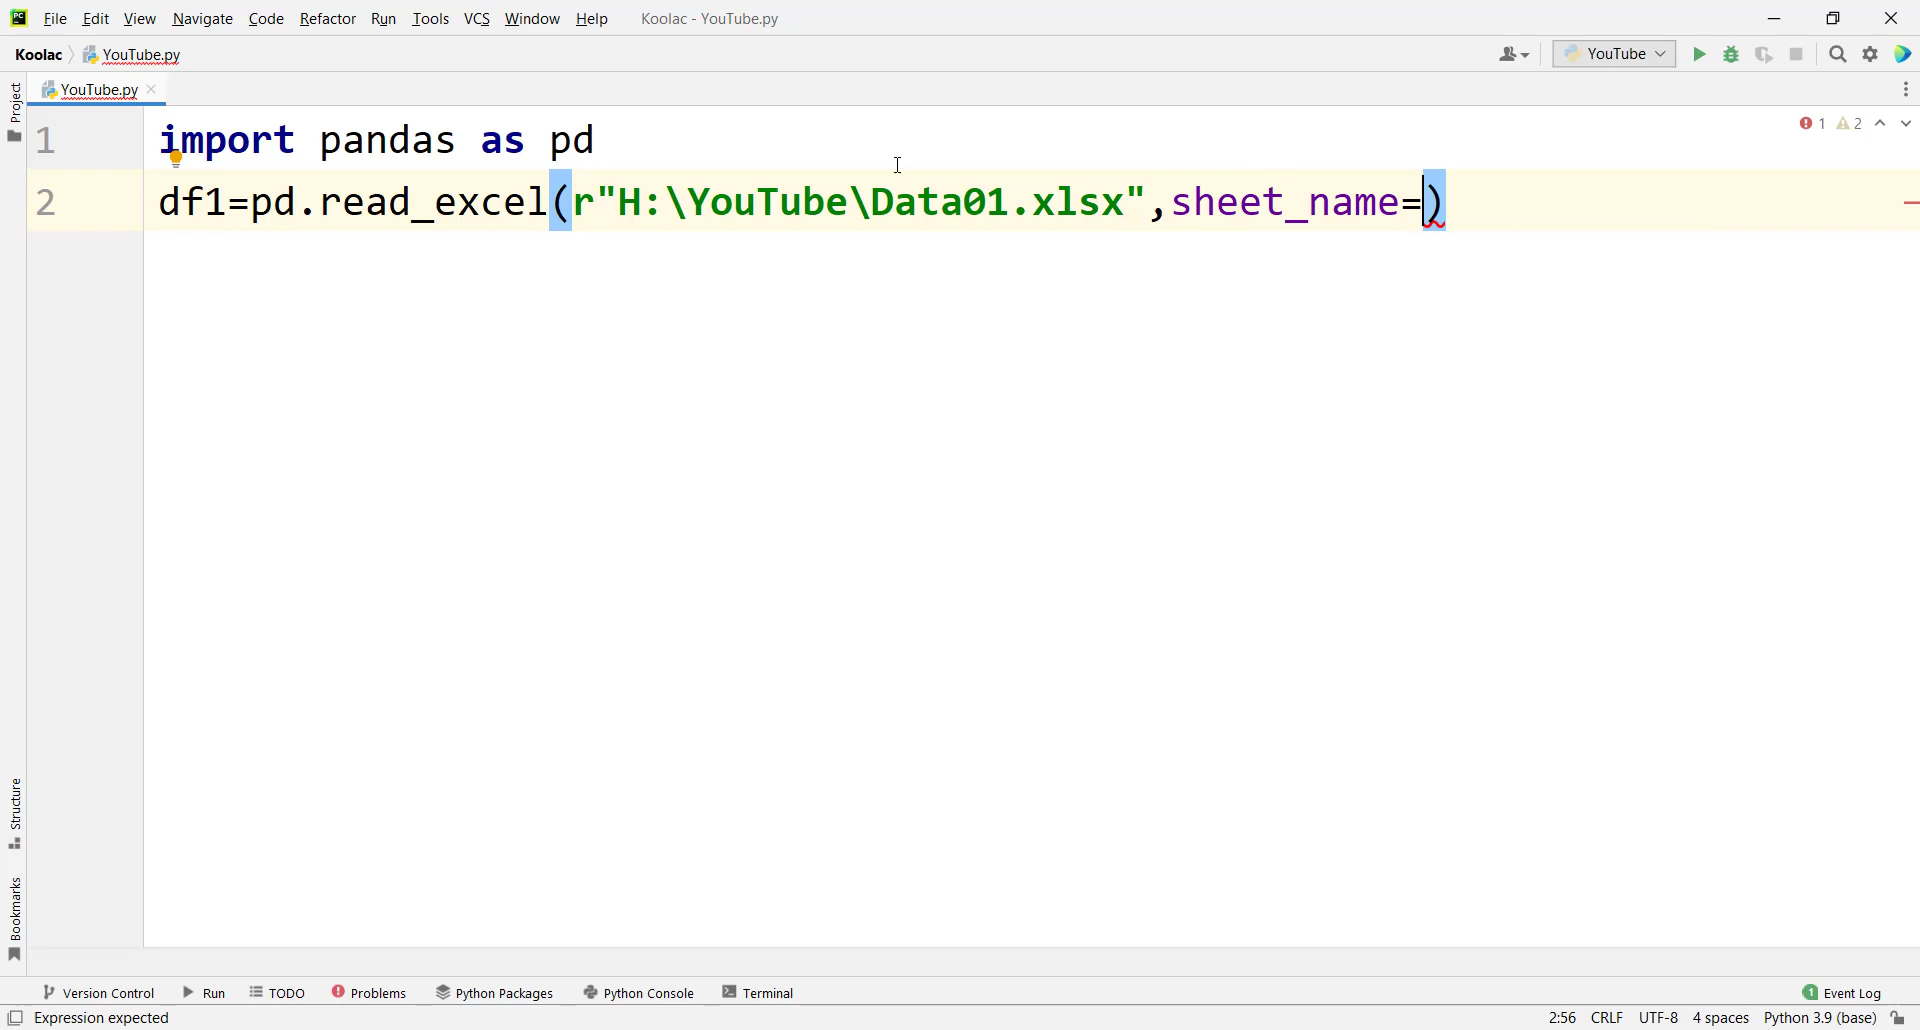 PC File Edit View Navigate Code Refactor Run Tools VCS Window Help Koolac - YouTube.py
Koolac YouTube.py YouTube
YouTube.py
Project
1 import pandas as pd 1 2
2 df1=pd.read_excel(r"H:\YouTube\Data01.xlsx",sheet_name=)
Structure
Bookmarks
Version Control Run TODO Problems Python Packages Python Console Terminal 1 Event Log
Expression expected 2:56 CRLF UTF-8 4 spaces Python 3.9 (base)